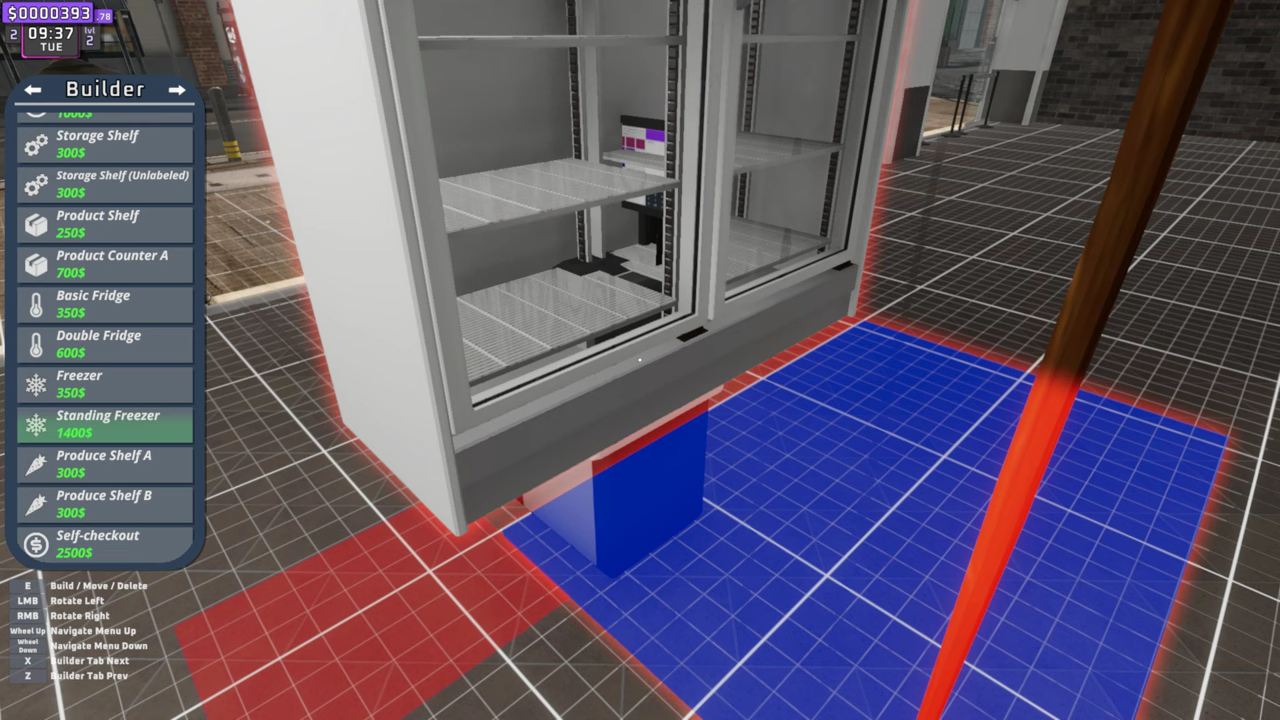 $0000393 .78
2 09:37 lvl 2
TUE
Builder
1000$
Storage Shelf
300$
Storage Shelf (Unlabeled)
300$
Product Shelf
250$
Product Counter A
700$
Basic Fridge
350$
Double Fridge
600$
Freezer
350$
Standing Freezer
1400$
Produce Shelf A
300$
Produce Shelf B
300$
Self-checkout
2500$
E Build / Move / Delete
LMB Rotate Left
RMB Rotate Right
Wheel Up Navigate Menu Up
Wheel Down Navigate Menu Down
X Builder Tab Next
Z Builder Tab Prev